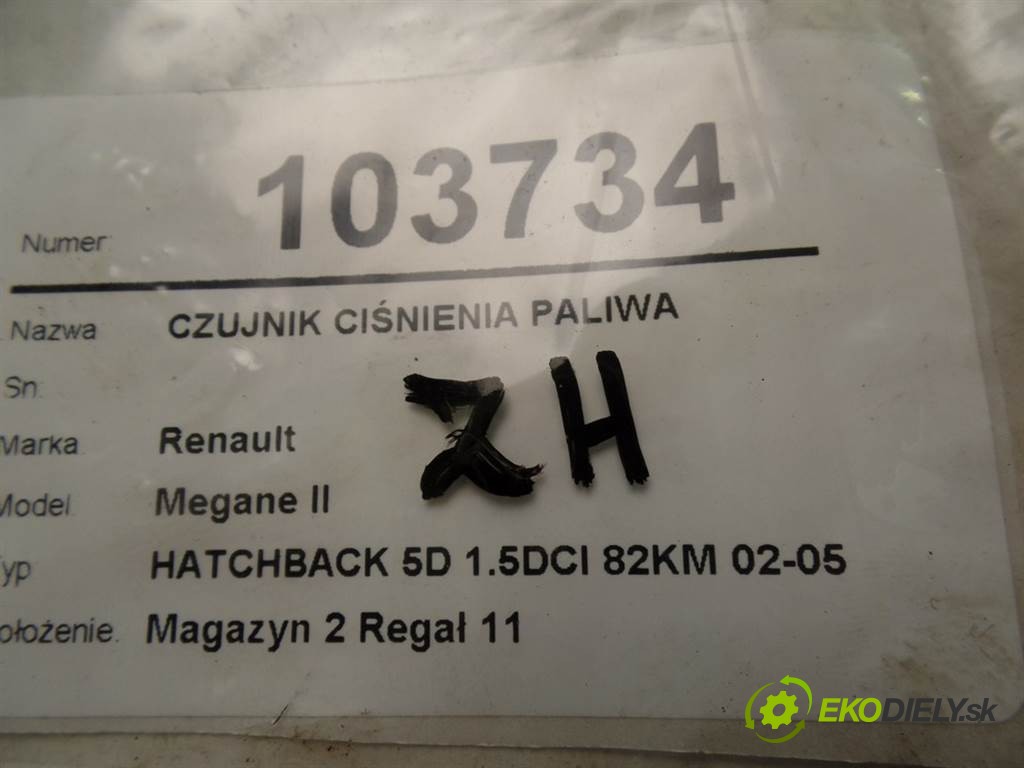 103734
Numer:
Nazwa CZUJNIK CIŚNIENIA PALIWA
Sn:
ZH
Marka Renault
Model Megane II
Typ HATCHBACK 5D 1.5DCI 82KM 02-05
ołożenie. Magazyn 2 Regał 11
EKODIELY.sk